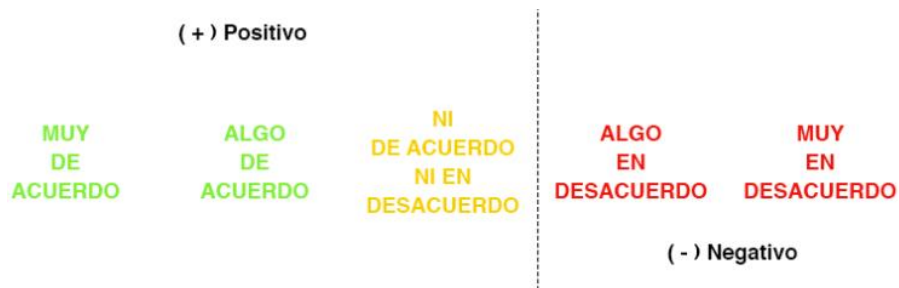 ( + ) Positivo
MUY
DE
ACUERDO
ALGO
DE
ACUERDO
NI
DE ACUERDO
NI EN
DESACUERDO
ALGO
EN
DESACUERDO
MUY
EN
DESACUERDO
( - ) Negativo